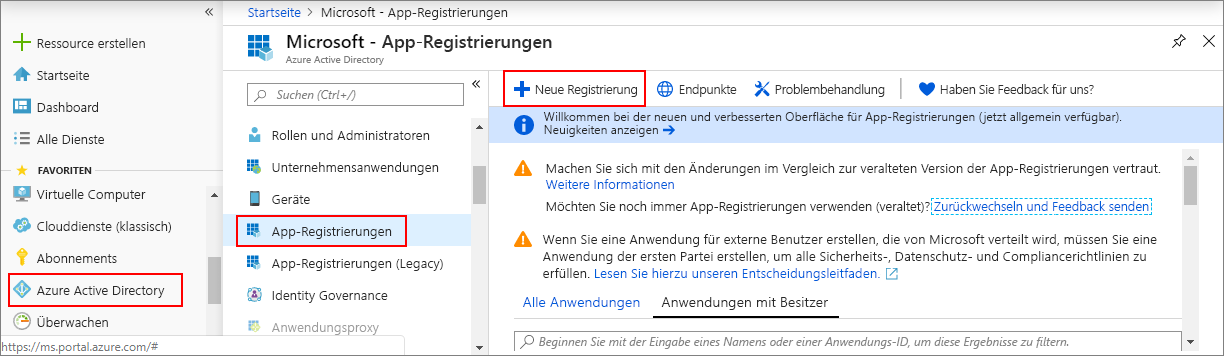 Startseite > Microsoft - App-Registrierungen
Microsoft - App-Registrierungen
Azure Active Directory
Ressource erstellen
Startseite
Dashboard
Alle Dienste
FAVORITEN
Virtuelle Computer
Clouddienste (klassisch)
Abonnements
Azure Active Directory
Überwachen
https://ms.portal.azure.com/#
Suchen (Ctrl+/)
Rollen und Administratoren
Unternehmensanwendungen
Geräte
App-Registrierungen
App-Registrierungen (Legacy)
Identity Governance
Anwendungsproxy
Neue Registrierung
Endpunkte
Problembehandlung
Haben Sie Feedback für uns?
Willkommen bei der neuen und verbesserten Oberfläche für App-Registrierungen (jetzt allgemein verfügbar).
Neuigkeiten anzeigen →
Machen Sie sich mit den Änderungen im Vergleich zur veralteten Version der App-Registrierungen vertraut.
Weitere Informationen
Möchten Sie noch immer App-Registrierungen verwenden (veraltet)? Zurückwechseln und Feedback senden
Wenn Sie eine Anwendung für externe Benutzer erstellen, die von Microsoft verteilt wird, müssen Sie eine
Anwendung der ersten Partei erstellen, um alle Sicherheits-, Datenschutz- und Compliancerichtlinien zu
erfüllen. Lesen Sie hierzu unseren Entscheidungsleitfaden.
Alle Anwendungen
Anwendungen mit Besitzer
Beginnen Sie mit der Eingabe eines Namens oder einer Anwendungs-ID, um diese Ergebnisse zu filtern.